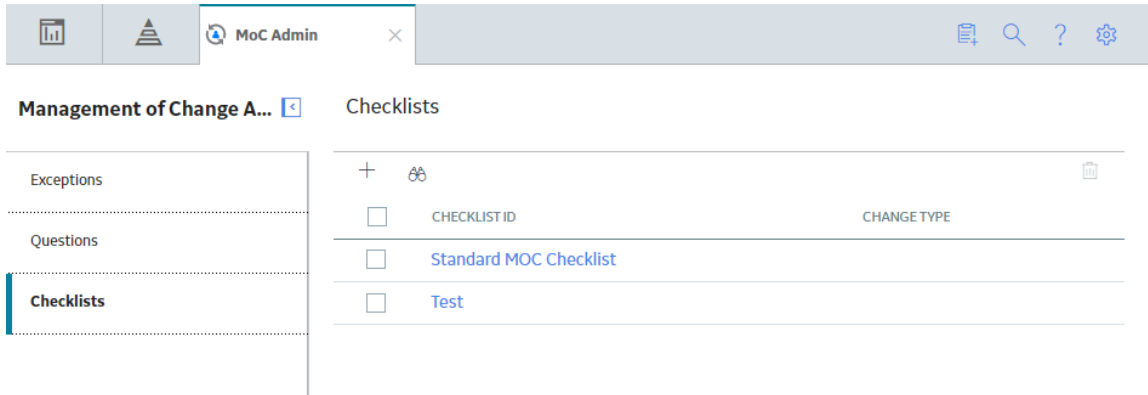 MoC Admin
Management of Change A...
Checklists
Exceptions
Questions
Checklists
CHECKLIST ID CHANGE TYPE
Standard MOC Checklist
Test